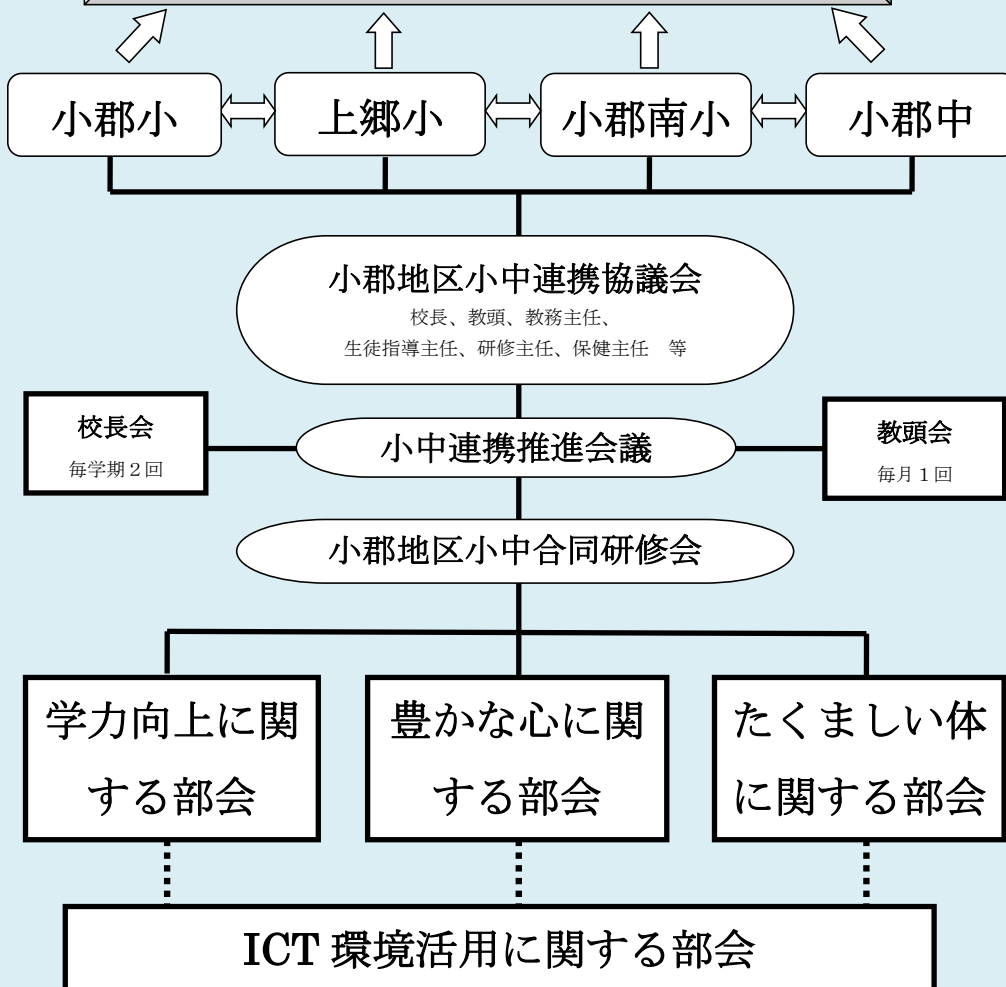 小郡小
上郷小
小郡南小
小郡中
小郡地区小中連携協議会
校長、教頭、教務主任、
生徒指導主任、研修主任、保健主任　等
校長会
毎学期２回
小中連携推進会議
教頭会
毎月１回
小郡地区小中合同研修会
学力向上に関
する部会
豊かな心に関
する部会
たくましい体
に関する部会
ICT 環境活用に関する部会